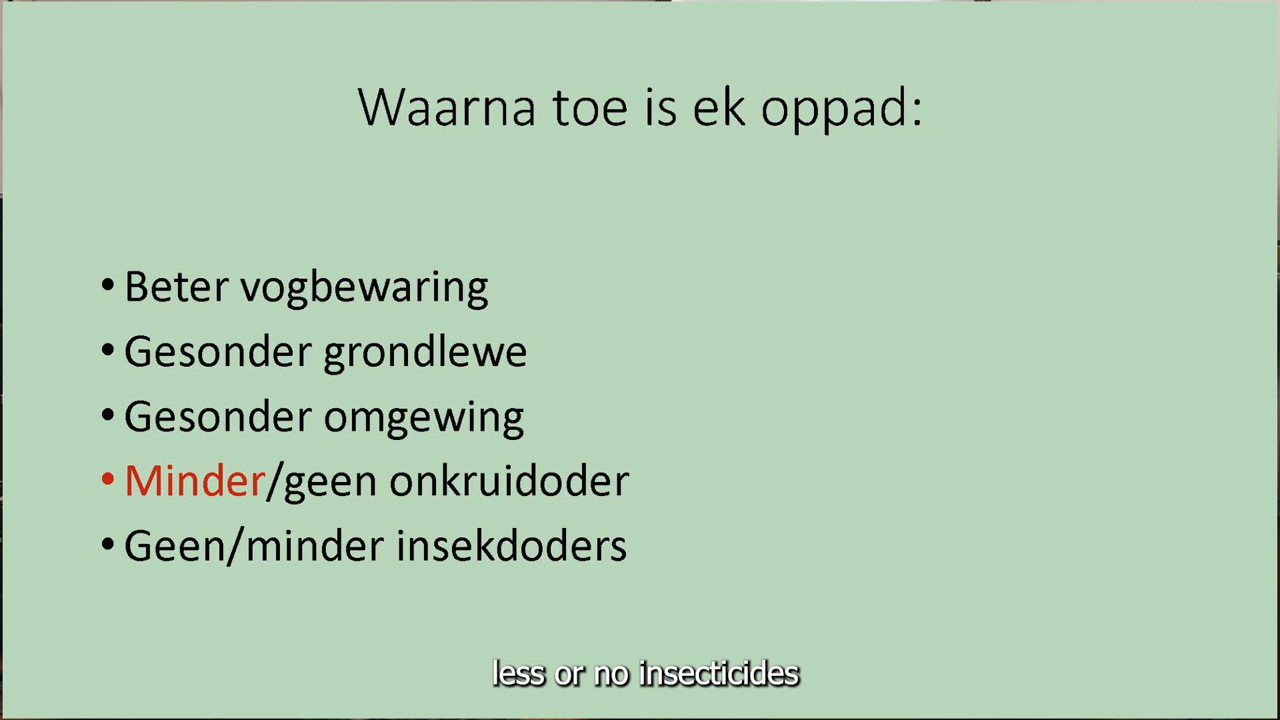 Waarna toe is ek oppad:
• Beter vogbewaring
• Gesonder grondlewe
• Gesonder omgewing
• Minder/geen onkruidoder
• Geen/minder insekdoders
less or no insecticides